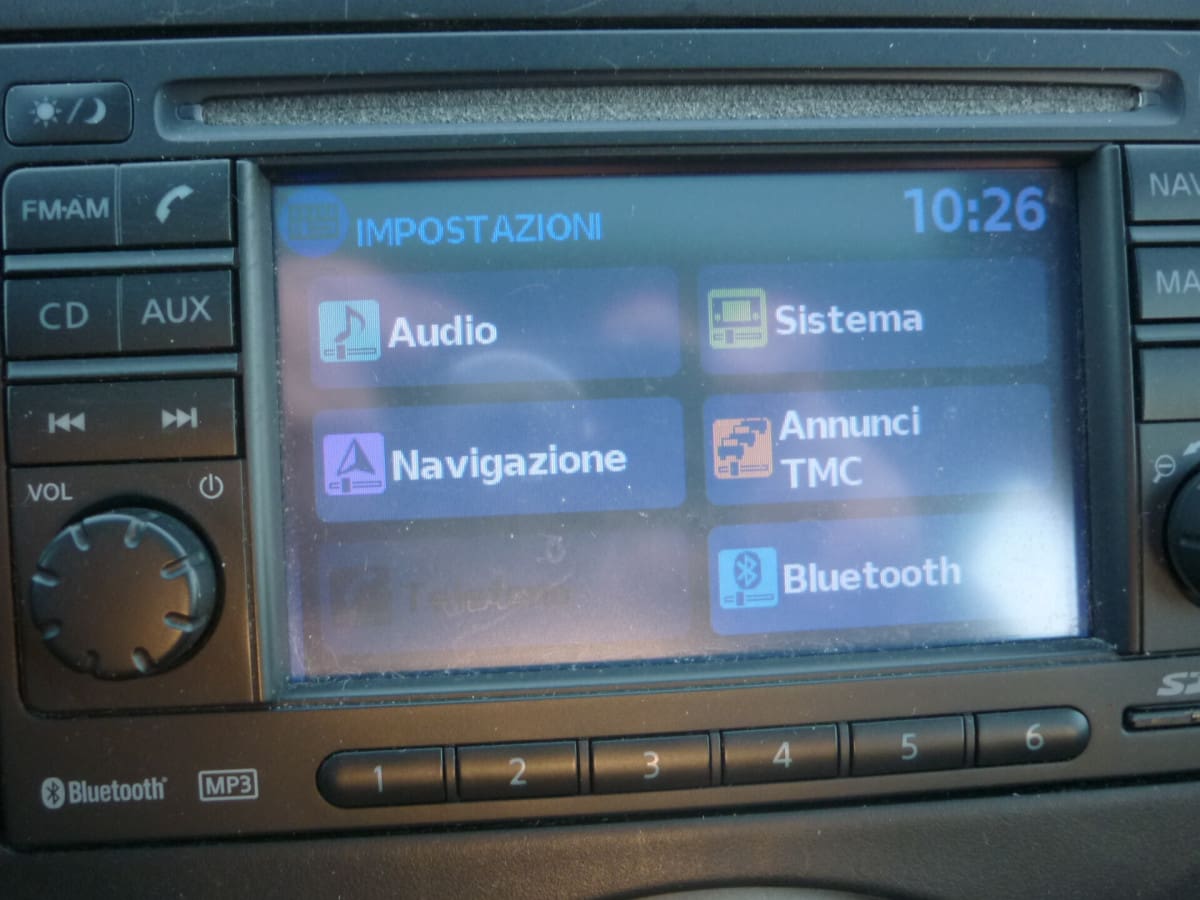 FM·AM
CD
AUX
VOL
IMPOSTAZIONI
10:26
Audio
Sistema
Navigazione
Annunci
TMC
Telefono
Bluetooth
Bluetooth
MP3
1
2
3
4
5
6